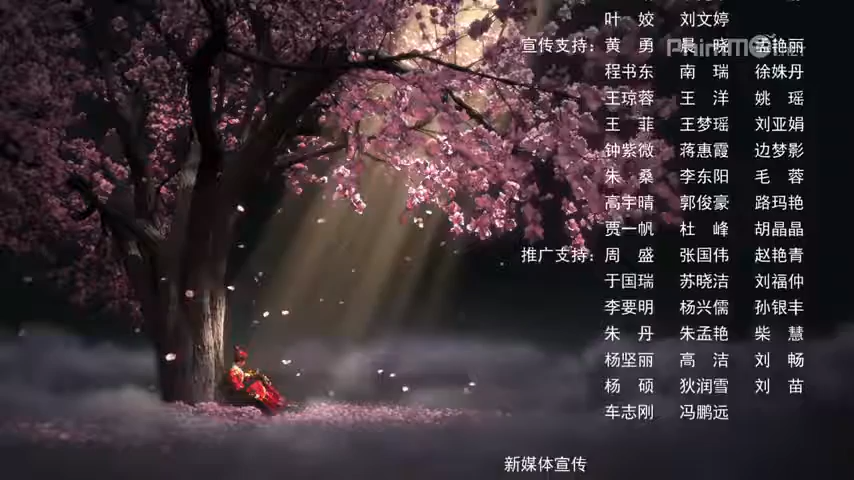 叶 姣 刘文婷
宣传支持：黄 勇 晨 晓 孟艳丽
程书东 南 瑞 徐姝丹
王琼蓉 王 洋 姚 瑶
王 菲 王梦瑶 刘亚娟
钟紫微 蒋惠霞 边梦影
朱 桑 李东阳 毛 蓉
高宇晴 郭俊豪 路玛艳
贾一帆 杜 峰 胡晶晶
推广支持：周 盛 张国伟 赵艳青
于国瑞 苏晓洁 刘福仲
李要明 杨兴儒 孙银丰
朱 丹 朱孟艳 柴 慧
杨坚丽 高 洁 刘 畅
杨 硕 狄润雪 刘 苗
车志刚 冯鹏远
新媒体宣传